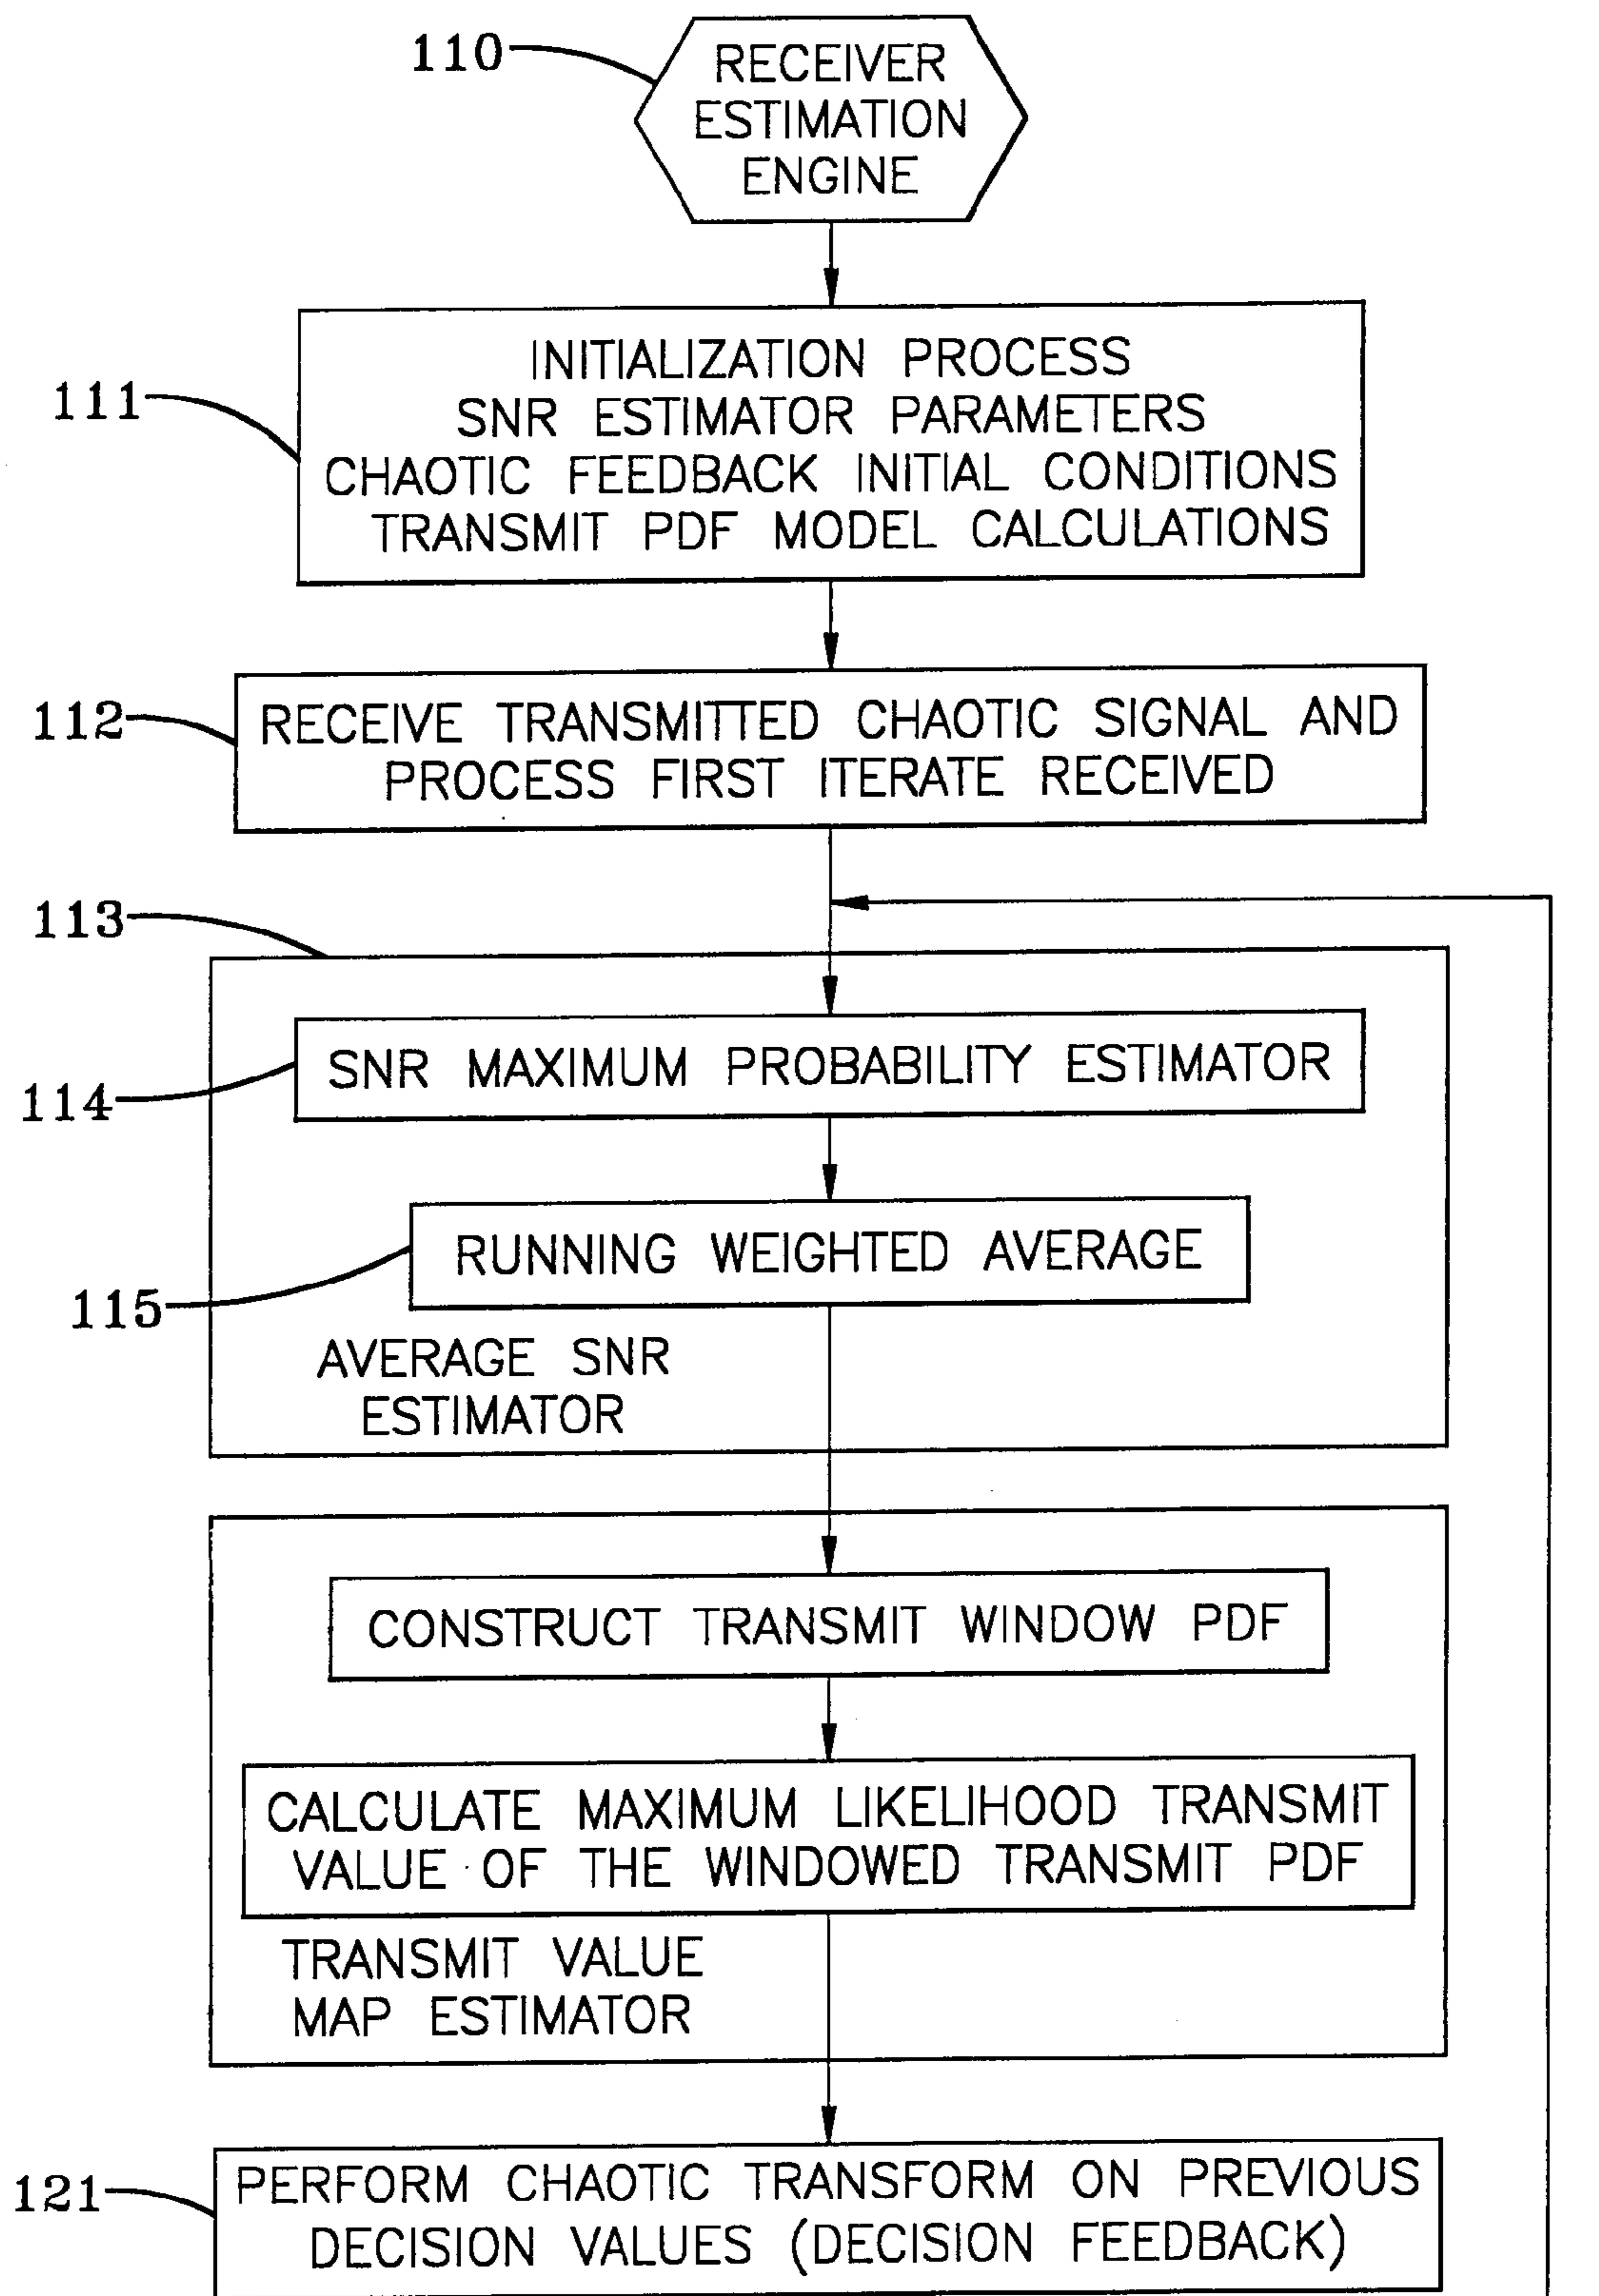 110
RECEIVER
ESTIMATION
ENGINE
111
INITIALIZATION PROCESS
SNR ESTIMATOR PARAMETERS
CHAOTIC FEEDBACK INITIAL CONDITIONS
TRANSMIT PDF MODEL CALCULATIONS
112
RECEIVE TRANSMITTED CHAOTIC SIGNAL AND
PROCESS FIRST ITERATE RECEIVED
113
114
SNR MAXIMUM PROBABILITY ESTIMATOR
115
RUNNING WEIGHTED AVERAGE
AVERAGE SNR
ESTIMATOR
CONSTRUCT TRANSMIT WINDOW PDF
CALCULATE MAXIMUM LIKELIHOOD TRANSMIT
VALUE OF THE WINDOWED TRANSMIT PDF
TRANSMIT VALUE
MAP ESTIMATOR
121
PERFORM CHAOTIC TRANSFORM ON PREVIOUS
DECISION VALUES (DECISION FEEDBACK)